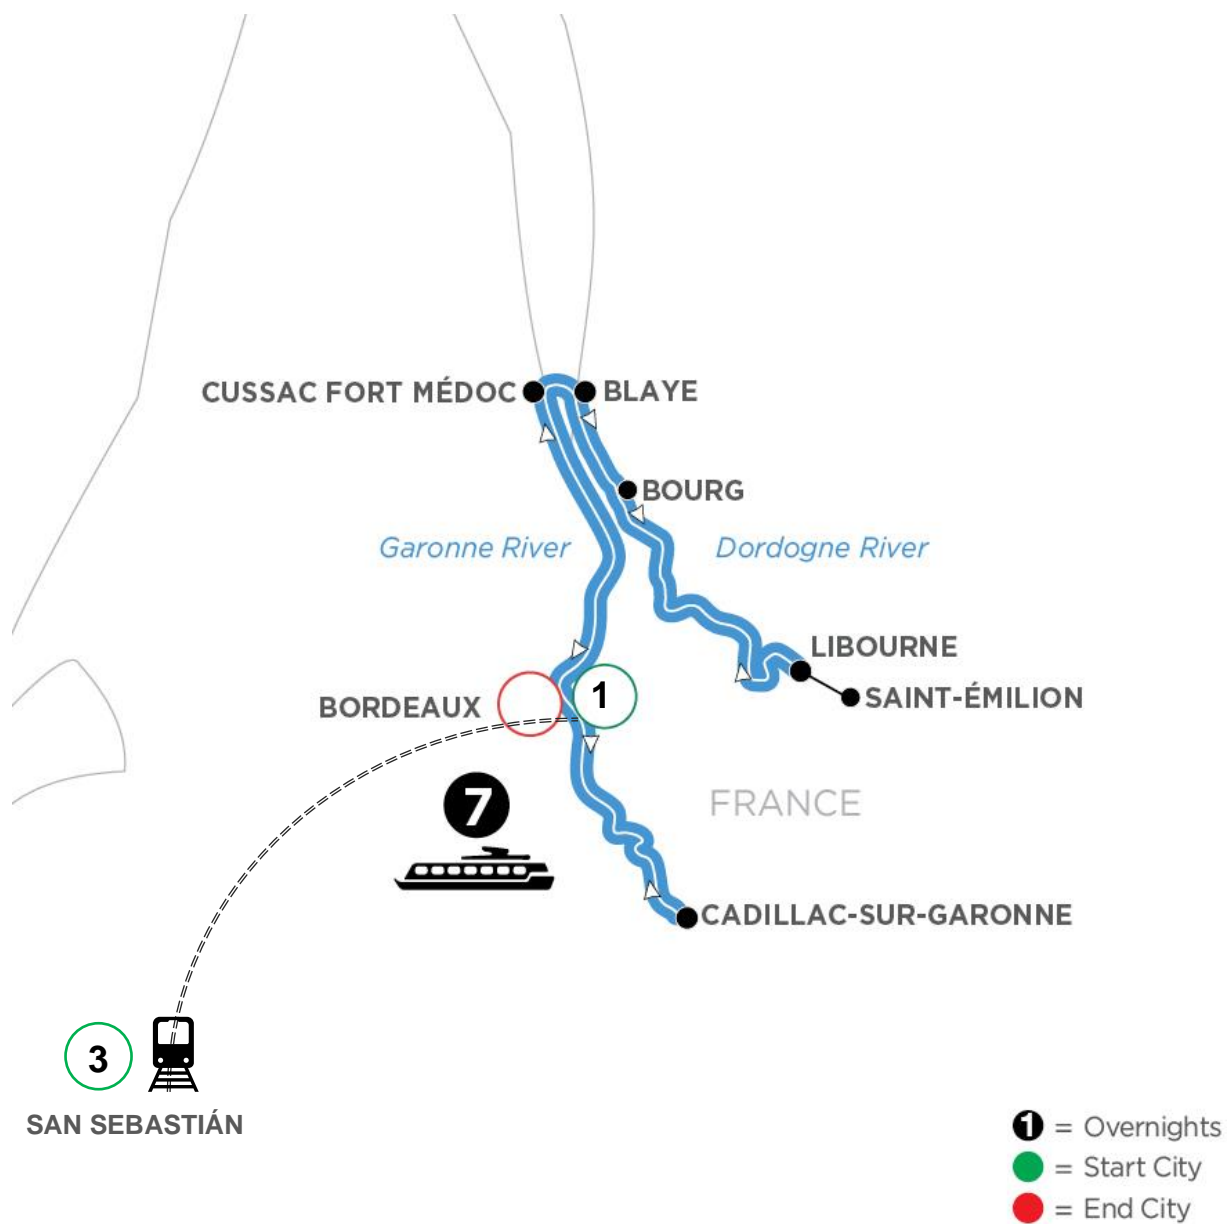 CUSSAC FORT MÉDOC
BLAYE
BOURG
Garonne River
Dordogne River
LIBOURNE
SAINT-ÉMILION
BORDEAUX
1
7
FRANCE
CADILLAC-SUR-GARONNE
3
SAN SEBASTIÁN
1 = Overnights
= Start City
= End City